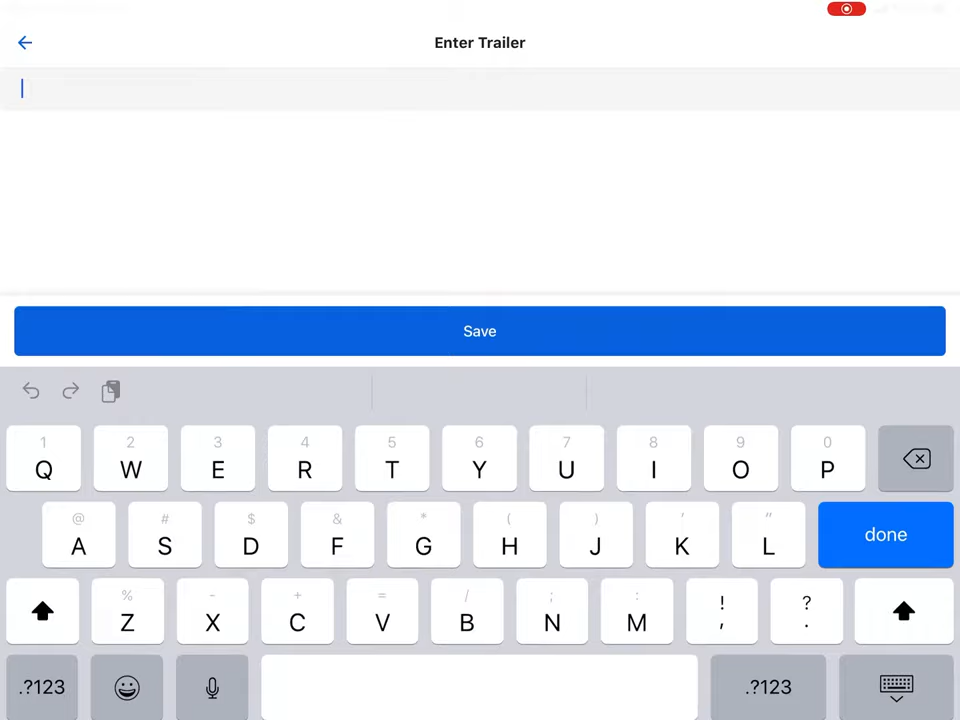 Enter Trailer
Save
1 2 3 4 5 6 7 8 9 0
Q W E R T Y U I O P
@ # $ & * ( ) ' "
A S D F G H J K L done
% - + = / ; : ! ?
Z X C V B N M , .
.?123 .?123